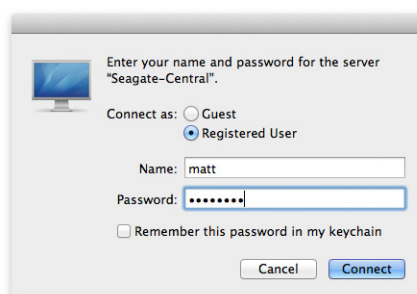 Enter your name and password for the server
“Seagate-Central”.
Connect as: Guest
Registered User
Name: matt
Password: ••••••••
Remember this password in my keychain
Cancel Connect